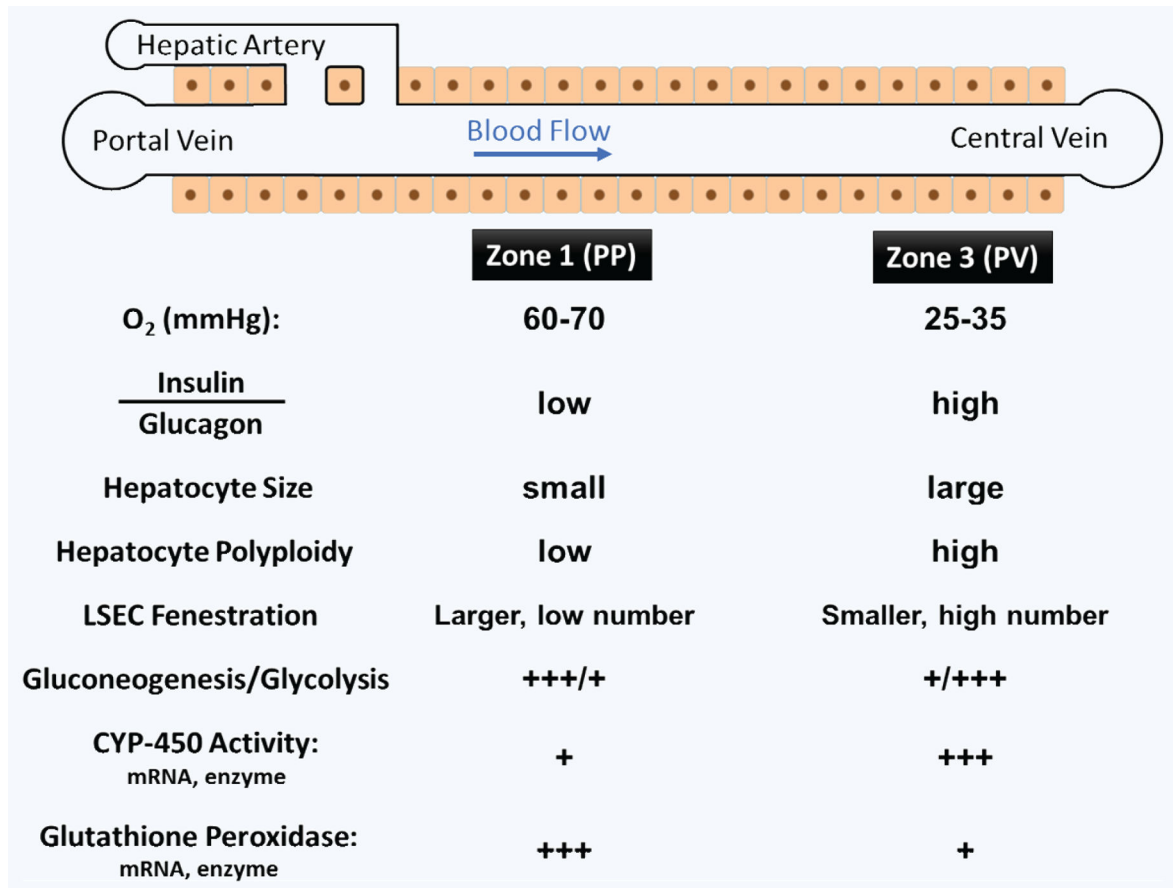 Hepatic Artery
Portal Vein
Blood Flow
Central Vein
Zone 1 (PP) Zone 3 (PV)
O₂ (mmHg): 60-70 25-35
Insulin
Glucagon
low high
Hepatocyte Size small large
Hepatocyte Polyploidy low high
LSEC Fenestration Larger, low number Smaller, high number
Gluconeogenesis/Glycolysis +++/+ +/+++
CYP-450 Activity: + +++
mRNA, enzyme
Glutathione Peroxidase: +++ +
mRNA, enzyme